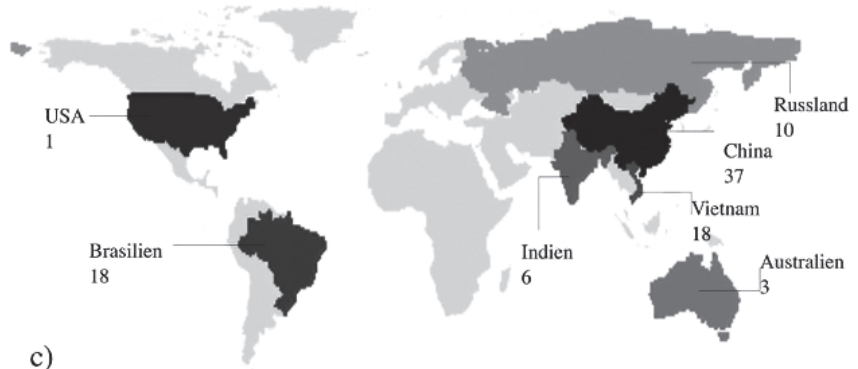 USA
1
Russland
10
China
37
Vietnam
18
Brasilien
18
Indien
6
Australien
3
c)